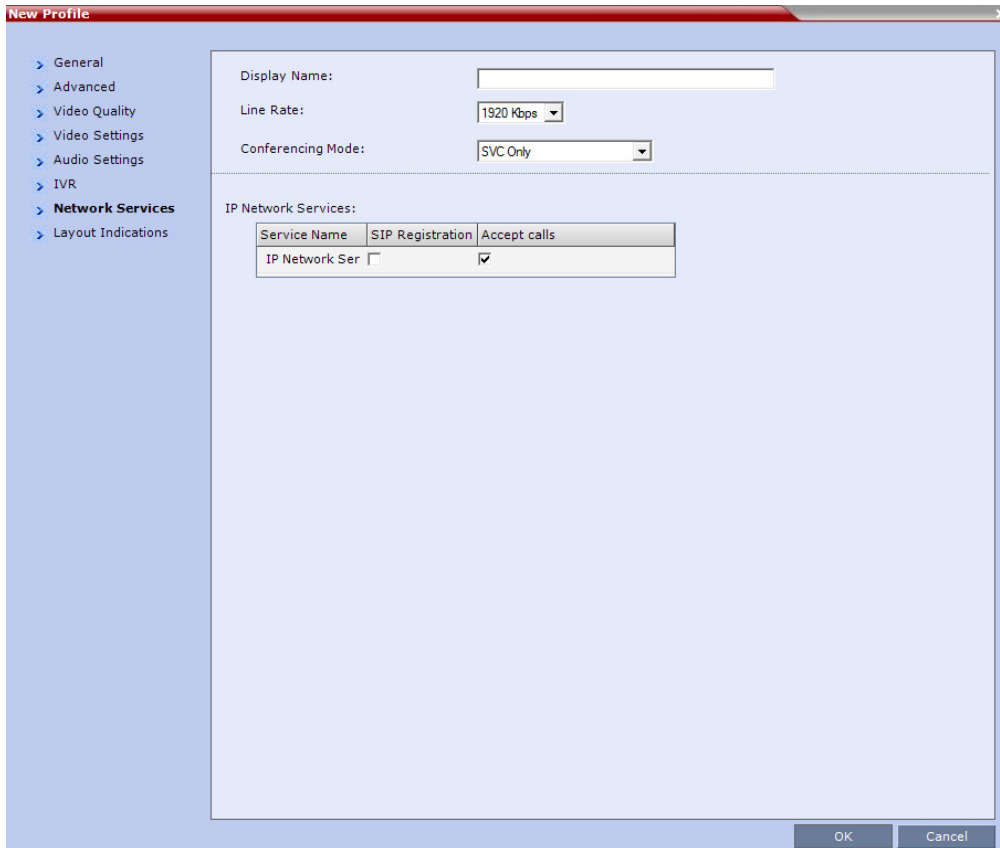 New Profile
General
Advanced
Video Quality
Video Settings
Audio Settings
IVR
Network Services
Layout Indications
Display Name:
Line Rate: 1920 Kbps
Conferencing Mode: SVC Only
IP Network Services:
Service Name SIP Registration Accept calls
IP Network Ser
OK Cancel